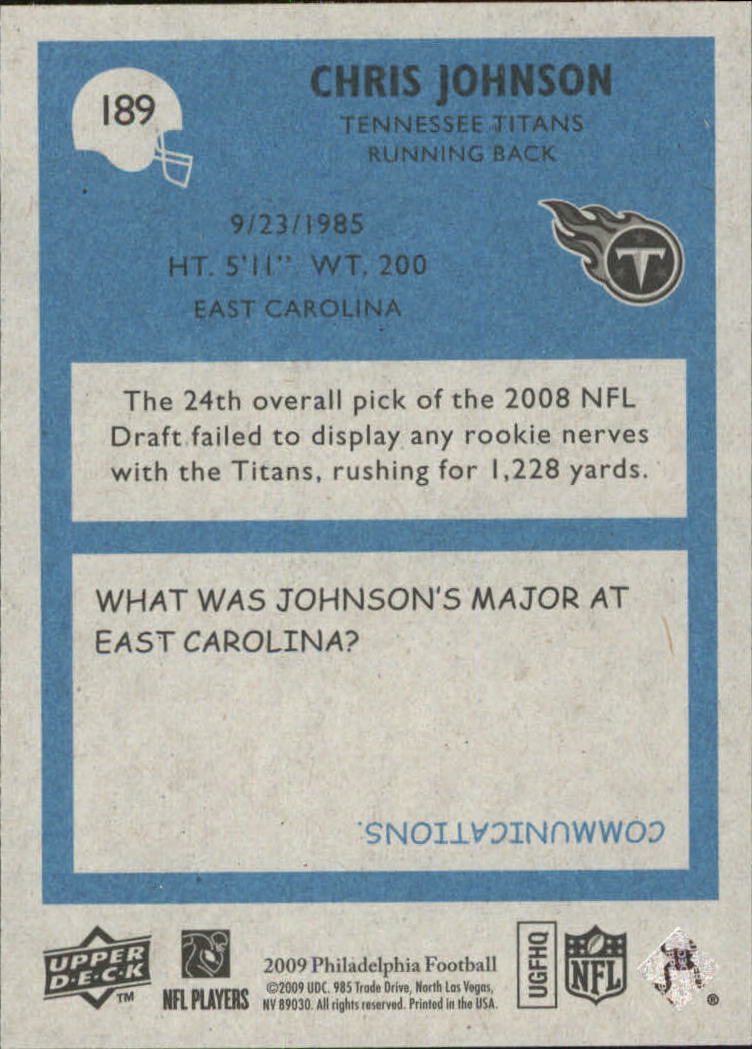 189
CHRIS JOHNSON
TENNESSEE TITANS
RUNNING BACK
9/23/1985
HT. 5'11" WT. 200
EAST CAROLINA
T
The 24th overall pick of the 2008 NFL
Draft failed to display any rookie nerves
with the Titans, rushing for 1,228 yards.
WHAT WAS JOHNSON'S MAJOR AT
EAST CAROLINA?
COMMUNICATIONS.
UPPER
D·E·C·K
TM
NFL PLAYERS
2009 Philadelphia Football
©2009 UDC. 985 Trade Drive, North Las Vegas,
NV 89030. All rights reserved. Printed in the USA.
UGFHQ
NFL
®